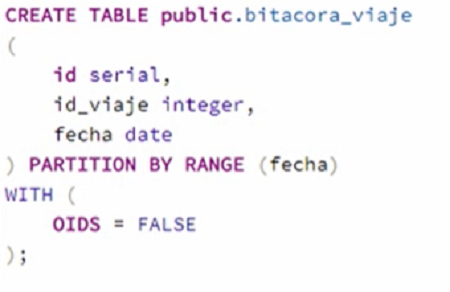 CREATE TABLE public.bitacora_viaje
(
    id serial,
    id_viaje integer,
    fecha date
) PARTITION BY RANGE (fecha)
WITH (
    OIDS = FALSE
);